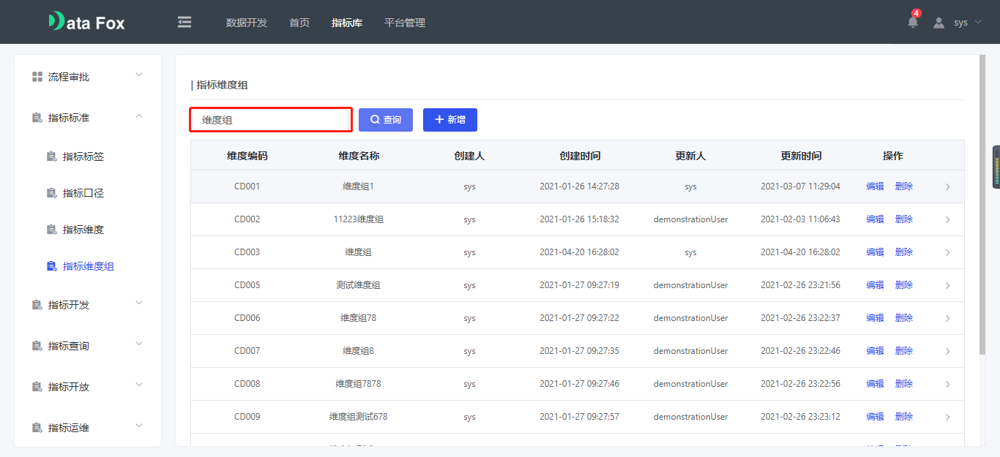 Data Fox
数据开发 首页 指标库 平台管理
4
sys
流程审批
指标标准
指标标签
指标口径
指标维度
指标维度组
指标开发
指标查询
指标开放
指标运维
指标维度组
维度组 查询 新增
维度编码 维度名称 创建人 创建时间 更新人 更新时间 操作
CD001 维度组1 sys 2021-01-26 14:27:28 sys 2021-03-07 11:29:04 编辑 删除
CD002 11223维度组 sys 2021-01-26 15:18:32 demonstrationUser 2021-02-03 11:06:43 编辑 删除
CD003 维度组 sys 2021-04-20 16:28:02 sys 2021-04-20 16:28:02 编辑 删除
CD005 测试维度组 sys 2021-01-27 09:27:19 demonstrationUser 2021-02-26 23:21:56 编辑 删除
CD006 维度组78 sys 2021-01-27 09:27:22 demonstrationUser 2021-02-26 23:22:37 编辑 删除
CD007 维度组8 sys 2021-01-27 09:27:35 demonstrationUser 2021-02-26 23:22:46 编辑 删除
CD008 维度组7878 sys 2021-01-27 09:27:46 demonstrationUser 2021-02-26 23:22:56 编辑 删除
CD009 维度组测试678 sys 2021-01-27 09:27:57 demonstrationUser 2021-02-26 23:23:12 编辑 删除